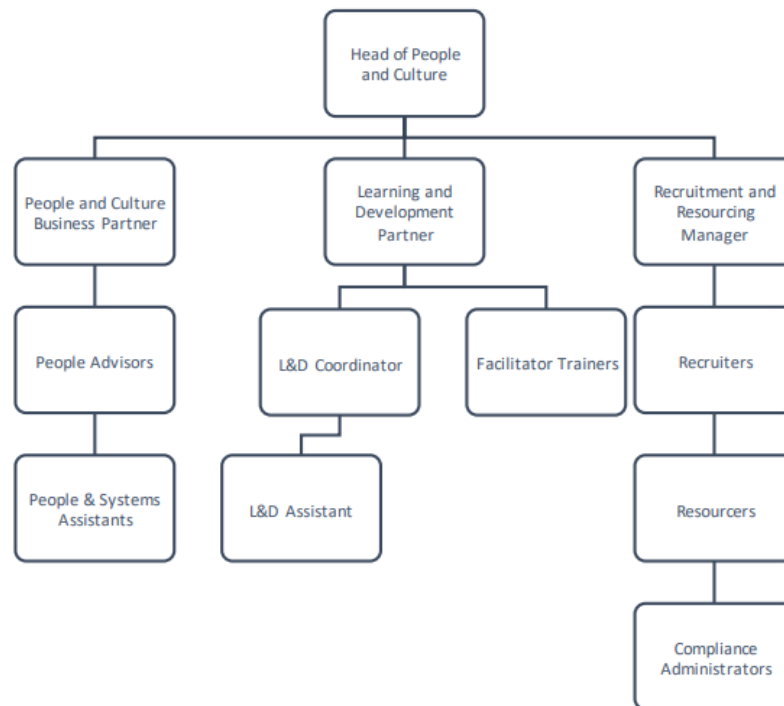 Head of People
and Culture
People and Culture
Business Partner
Learning and
Development
Partner
Recruitment and
Resourcing
Manager
People Advisors
L&D Coordinator
Facilitator Trainers
Recruiters
People & Systems
Assistants
L&D Assistant
Resourcers
Compliance
Administrators